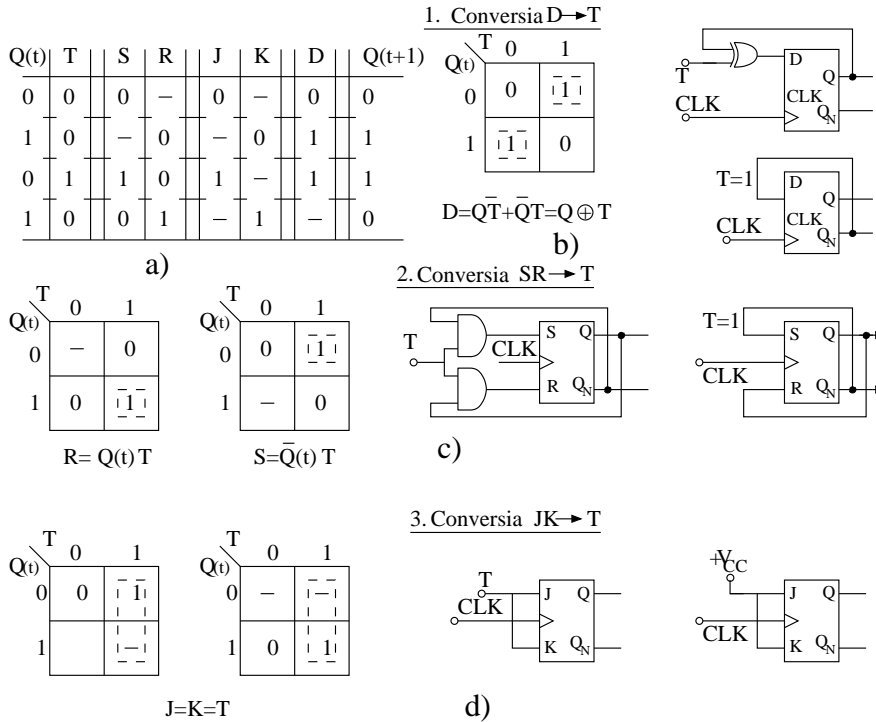 Q(t) T S R J K D Q(t+1)
0 0 0 – 0 – 0 0
1 0 – 0 – 0 1 1
0 1 1 0 1 – 1 1
1 0 0 1 – 1 – 0
a)
1. Conversia D→T
T 0 1
Q(t)
0 0 1
1 1 0
D=QT̄+Q̄T=Q⊕T
b)
T
D Q
CLK
CLK
Q_N
T=1
D Q
CLK
CLK
Q_N
2. Conversia SR→T
T 0 1
Q(t)
0 – 0
1 0 1
R= Q(t) T
T 0 1
Q(t)
0 0 1
1 – 0
S=Q̄(t) T
T
S Q
CLK
R Q_N
T=1
S Q
CLK
R Q_N
c)
3. Conversia JK→T
T 0 1
Q(t)
0 0 1
1 –
T 0 1
Q(t)
0 – –
1 0 1
J=K=T
T
CLK
J Q
K Q_N
+V_CC
J Q
CLK
K Q_N
d)